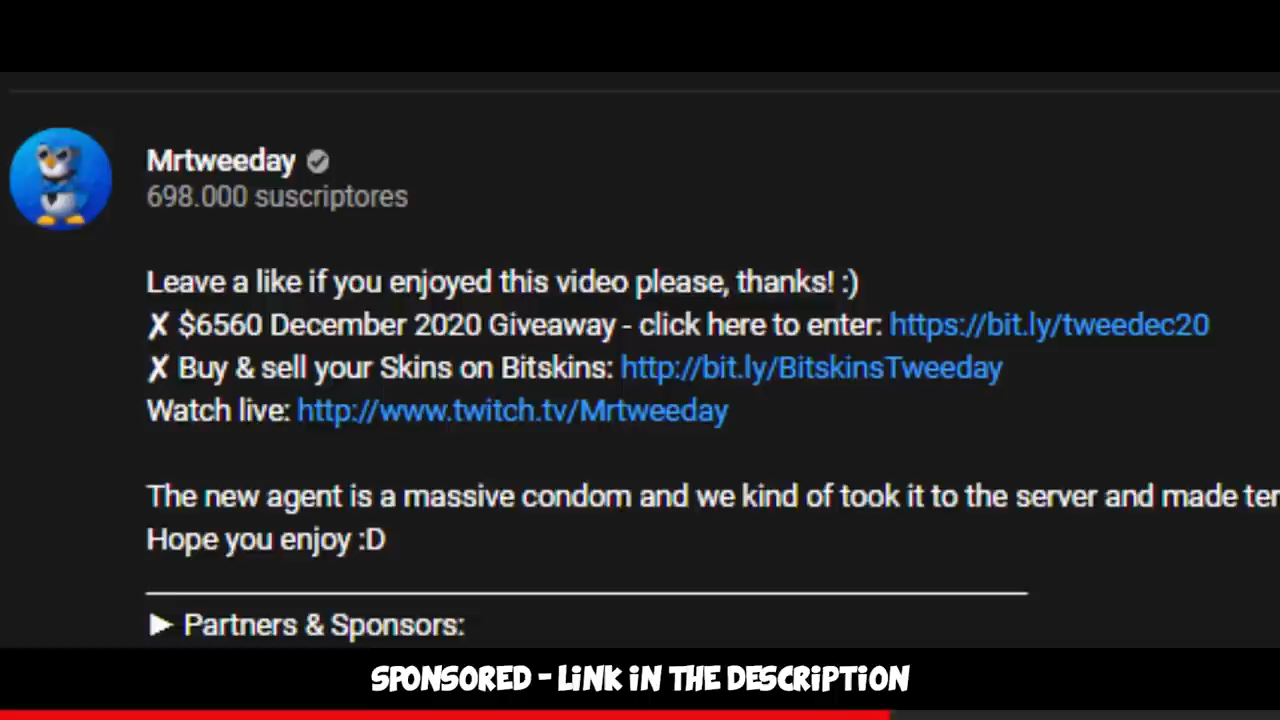 Mrtweeday
698.000 suscriptores
Leave a like if you enjoyed this video please, thanks! :)
✘ $6560 December 2020 Giveaway - click here to enter: https://bit.ly/tweedec20
✘ Buy & sell your Skins on Bitskins: http://bit.ly/BitskinsTweeday
Watch live: http://www.twitch.tv/Mrtweeday
The new agent is a massive condom and we kind of took it to the server and made
Hope you enjoy :D
► Partners & Sponsors:
SPONSORED - LINK IN THE DESCRIPTION